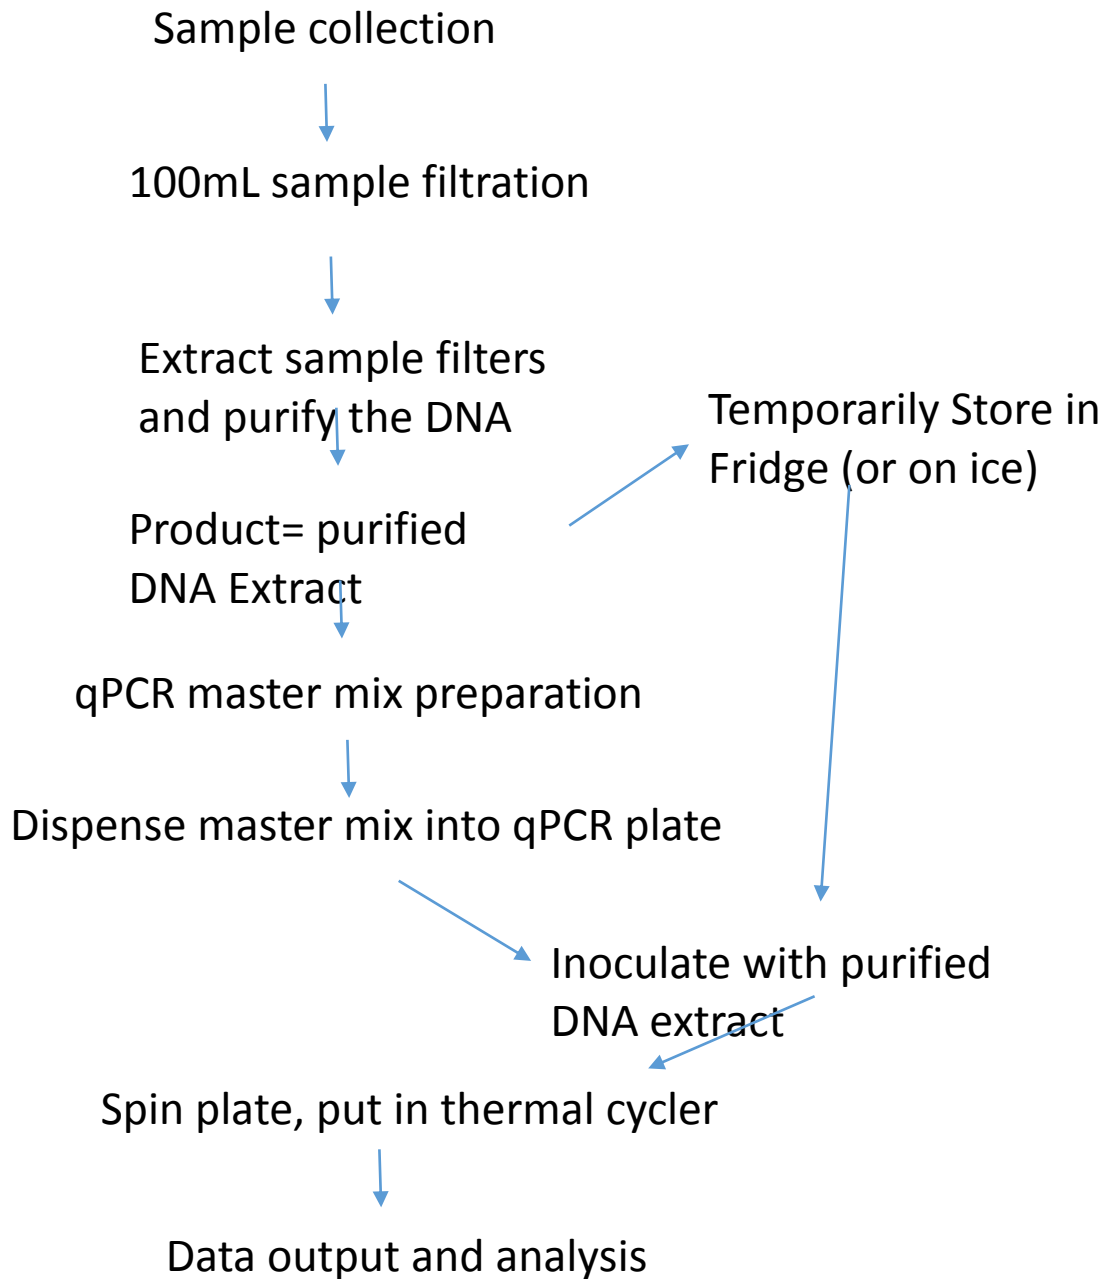 Sample collection
100mL sample filtration
Extract sample filters
and purify the DNA
Temporarily Store in
Fridge (or on ice)
Product= purified
DNA Extract
qPCR master mix preparation
Dispense master mix into qPCR plate
Inoculate with purified
DNA extract
Spin plate, put in thermal cycler
Data output and analysis